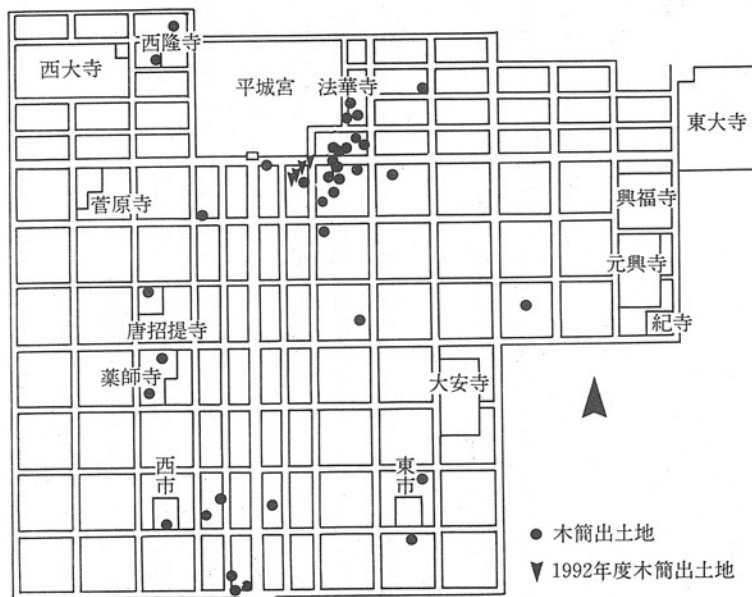 西隆寺
西大寺
平城宮
法華寺
東大寺
菅原寺
興福寺
元興寺
唐招提寺
紀寺
薬師寺
大安寺
西市
東市
木簡出土地
1992年度木簡出土地